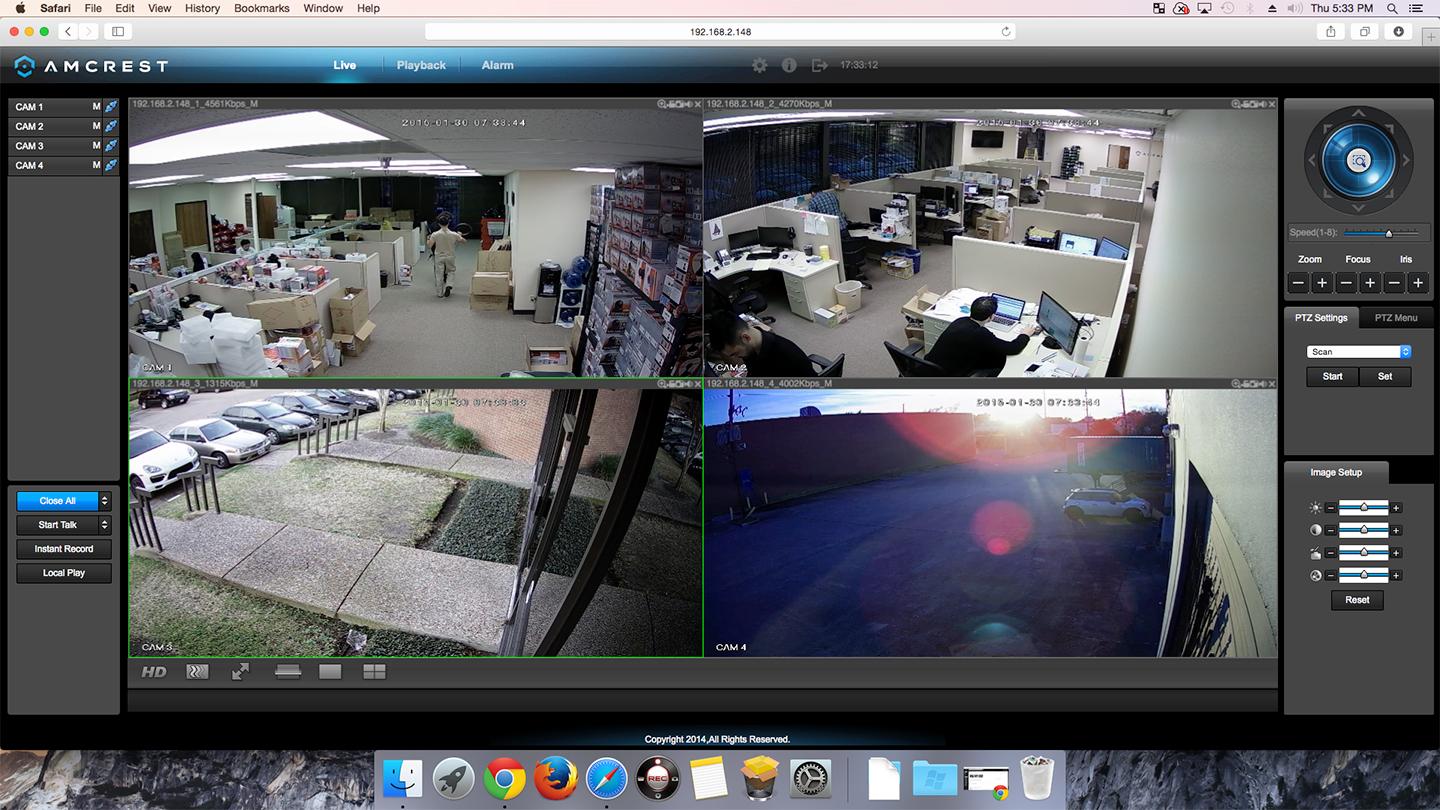 Safari File Edit View History Bookmarks Window Help Thu 5:33 PM
192.168.2.148
AMCREST Live Playback Alarm 17:33:12
CAM 1 M
CAM 2 M
CAM 3 M
CAM 4 M
Close All
Start Talk
Instant Record
Local Play
192.168.2.148_1_4561Kbps_M
CAM 1
192.168.2.148_2_4270Kbps_M
CAM 2
192.168.2.148_3_1315Kbps_M
CAM 3
192.168.2.148_4_4002Kbps_M
CAM 4
HD
Speed(1-8):
Zoom Focus Iris
PTZ Settings PTZ Menu
Scan
Start Set
Image Setup
Reset
Copyright 2014,All Rights Reserved.
REC